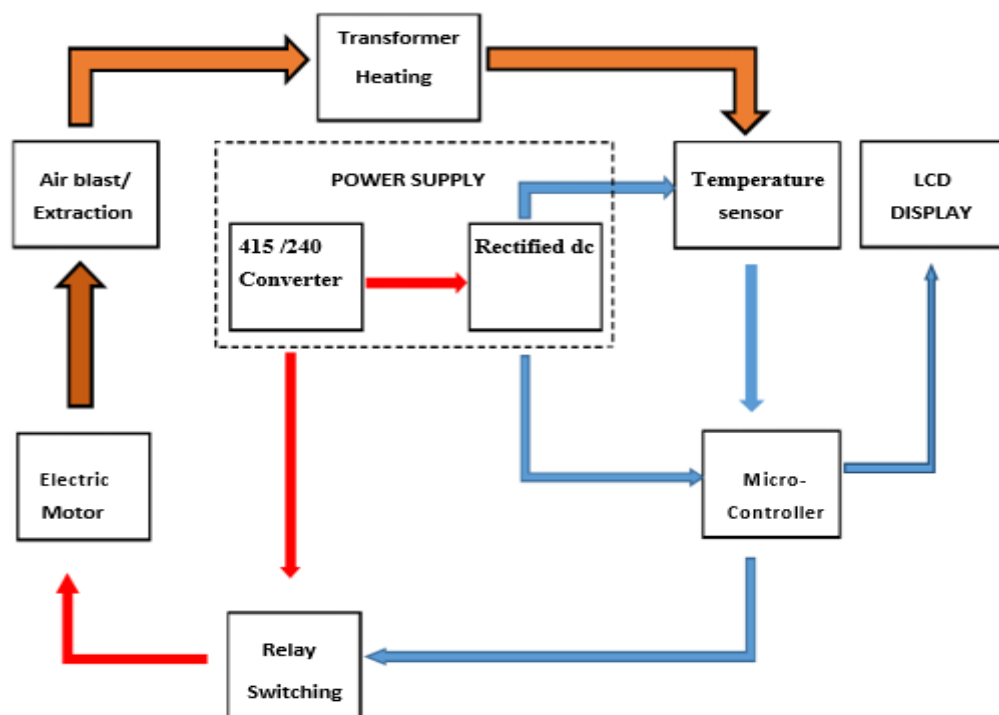 Transformer
Heating
Air blast/
Extraction
POWER SUPPLY
Temperature
sensor
LCD
DISPLAY
415 /240
Converter
Rectified dc
Electric
Motor
Micro-
Controller
Relay
Switching